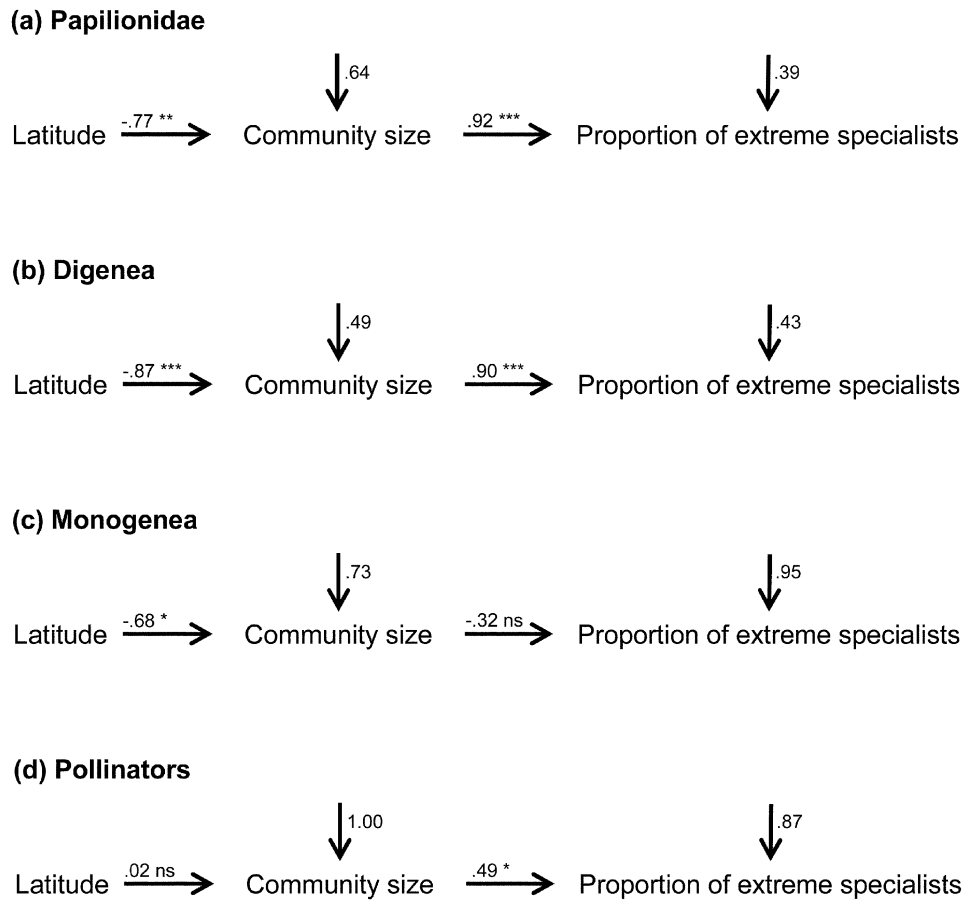 (a) Papilionidae
.64
.39
Latitude -.77 ** Community size .92 *** Proportion of extreme specialists
(b) Digenea
.49
.43
Latitude -.87 *** Community size .90 *** Proportion of extreme specialists
(c) Monogenea
.73
.95
Latitude -.68 * Community size -.32 ns Proportion of extreme specialists
(d) Pollinators
1.00
.87
Latitude .02 ns Community size .49 * Proportion of extreme specialists